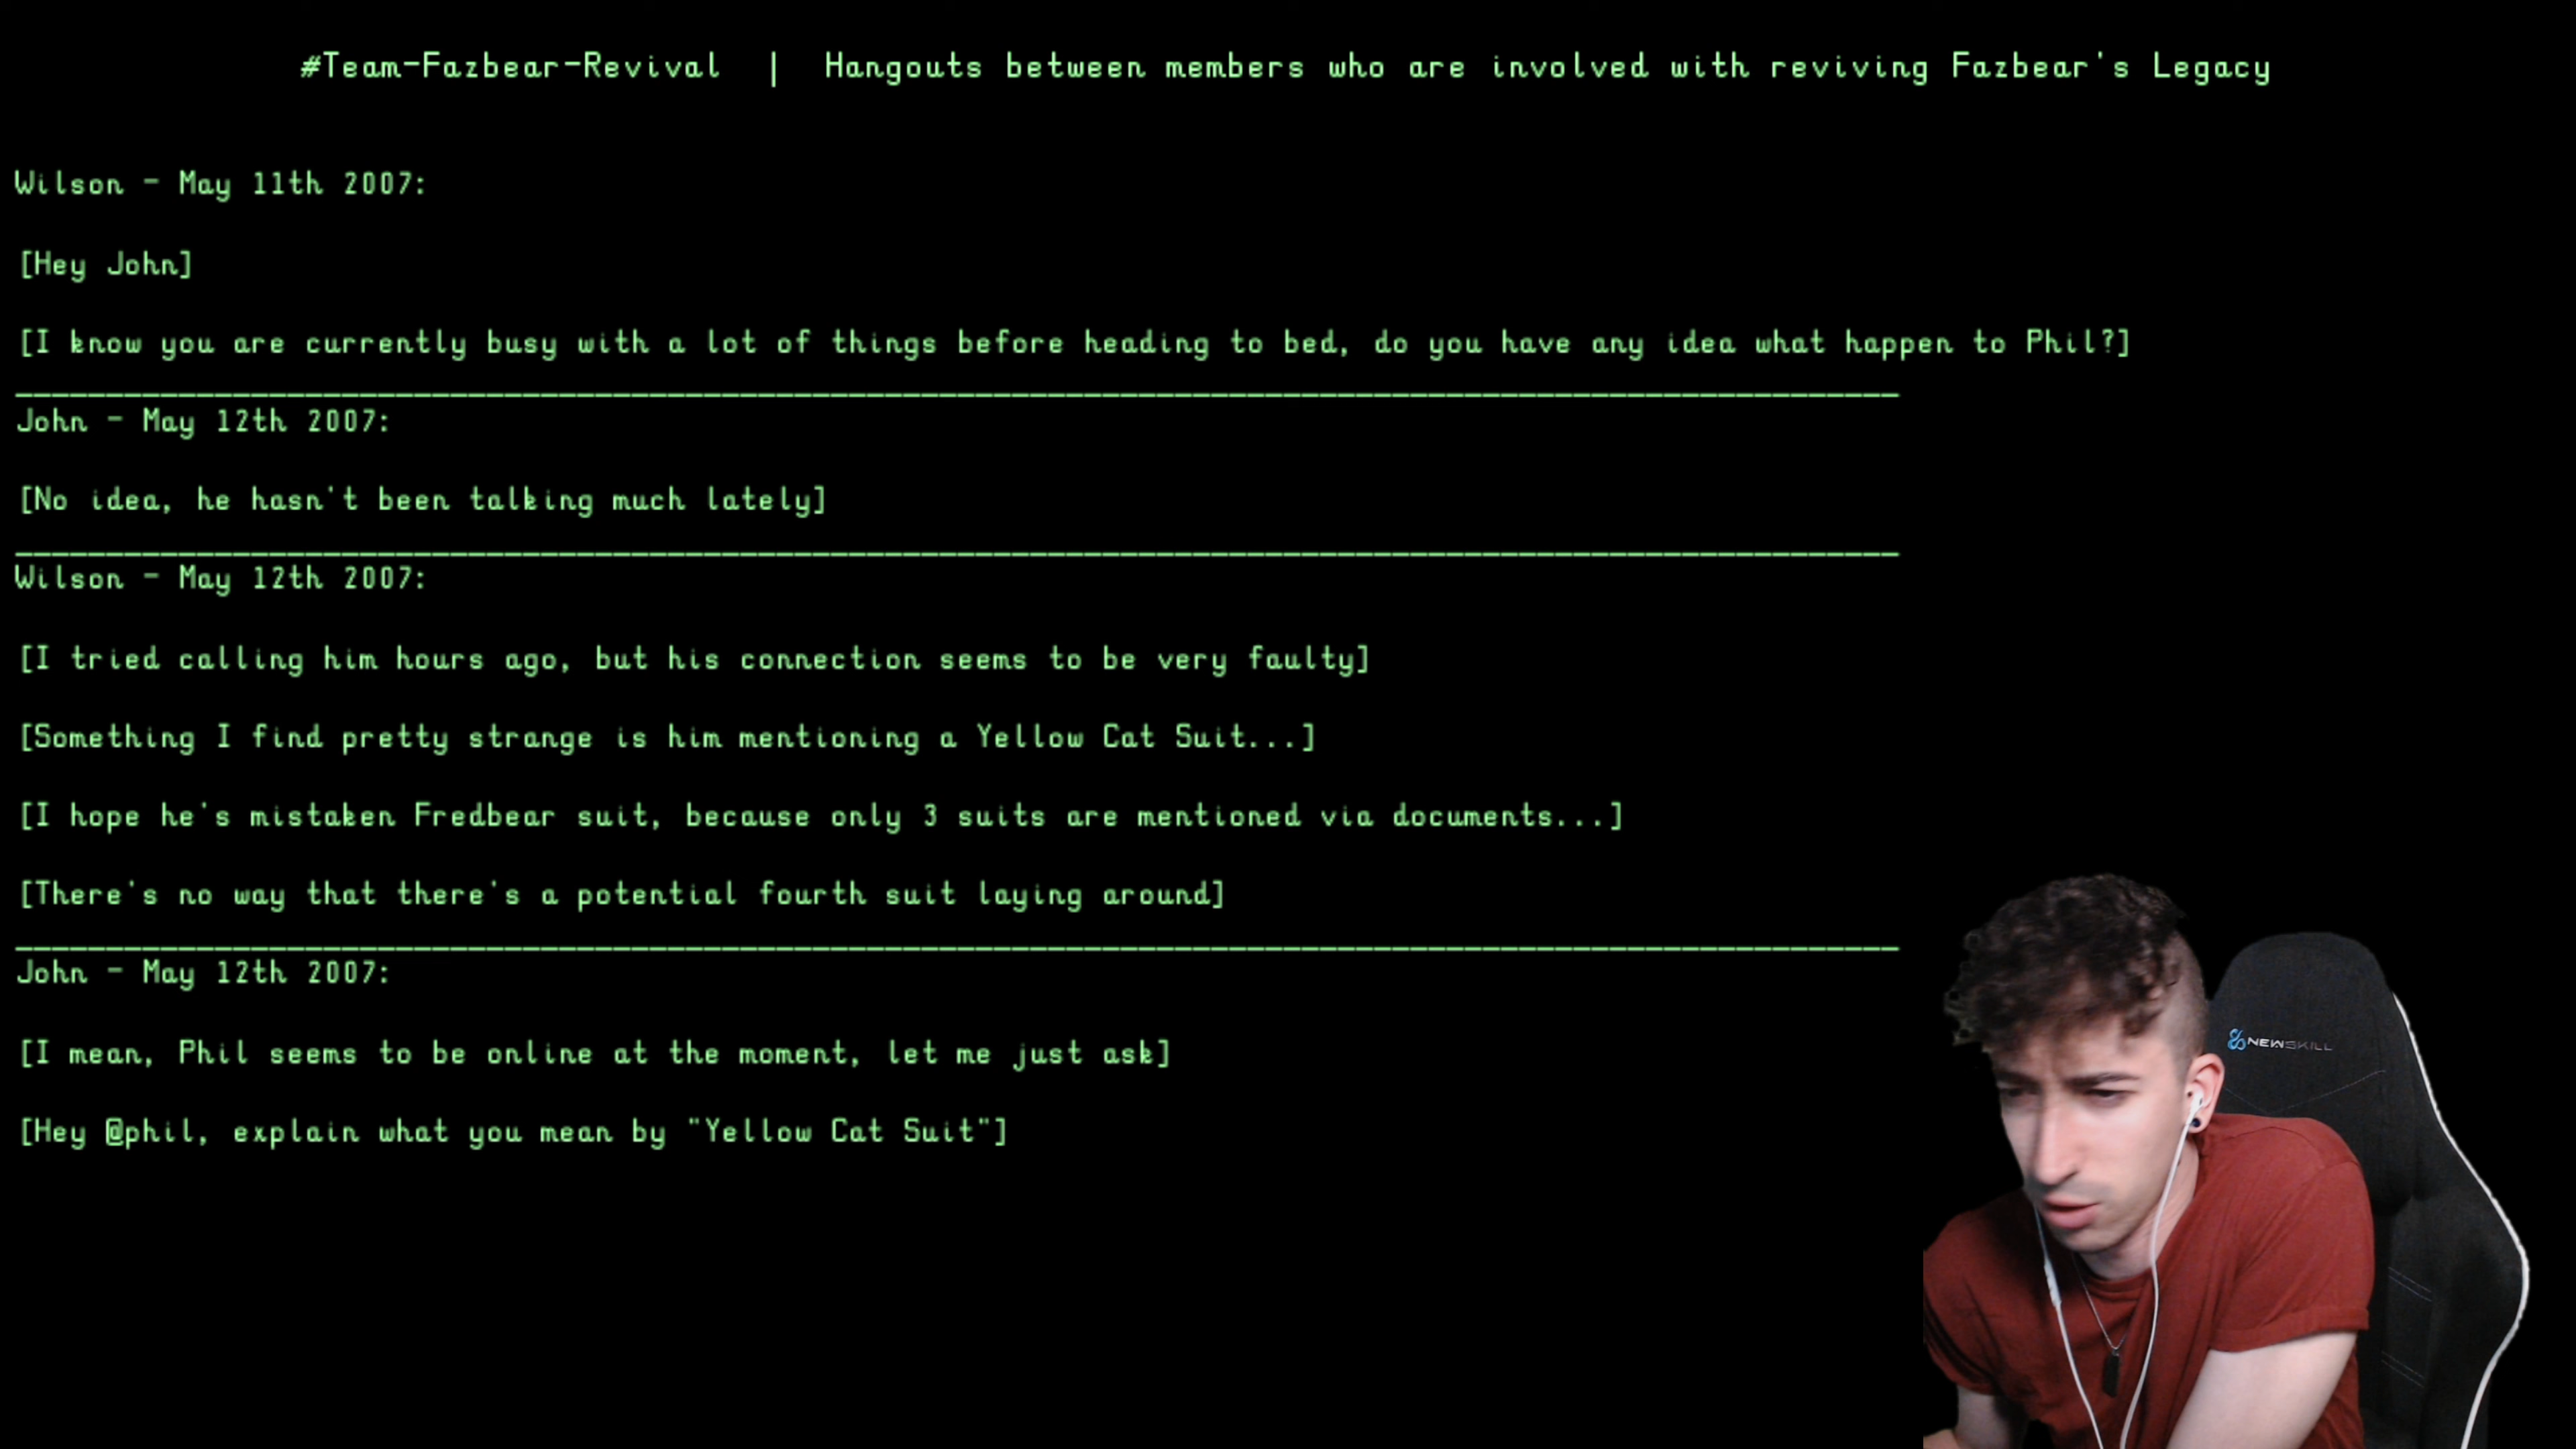 #Team-Fazbear-Revival | Hangouts between members who are involved with reviving Fazbear's Legacy
Wilson - May 11th 2007:
[Hey John]
[I know you are currently busy with a lot of things before heading to bed, do you have any idea what happen to Phil?]
John - May 12th 2007:
[No idea, he hasn't been talking much lately]
Wilson - May 12th 2007:
[I tried calling him hours ago, but his connection seems to be very faulty]
[Something I find pretty strange is him mentioning a Yellow Cat Suit...]
[I hope he's mistaken Fredbear suit, because only 3 suits are mentioned via documents...]
[There's no way that there's a potential fourth suit laying around]
John - May 12th 2007:
[I mean, Phil seems to be online at the moment, let me just ask]
[Hey @phil, explain what you mean by "Yellow Cat Suit"]
NEWSKILL